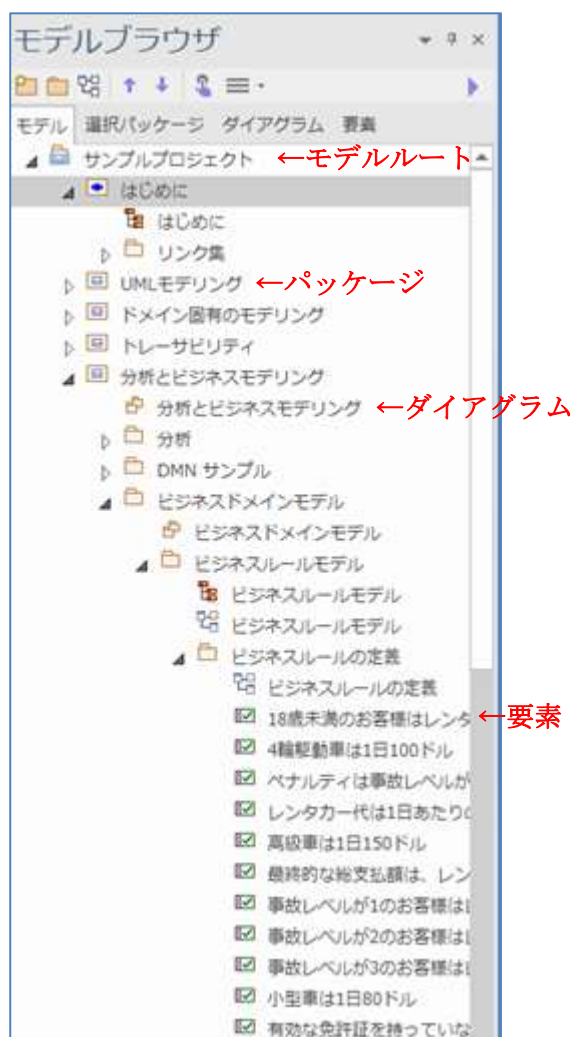 モデルブラウザ
モデル 選択パッケージ ダイアグラム 要素
サンプルプロジェクト ←モデルルート
はじめに
はじめに
リンク集
UMLモデリング ←パッケージ
ドメイン固有のモデリング
トレーサビリティ
分析とビジネスモデリング
分析とビジネスモデリング ←ダイアグラム
分析
DMN サンプル
ビジネスドメインモデル
ビジネスドメインモデル
ビジネスルールモデル
ビジネスルールモデル
ビジネスルールモデル
ビジネスルールの定義
ビジネスルールの定義
18歳未満のお客様はレンタ ←要素
4輪駆動車は1日100ドル
ペナルティは事故レベルが
レンタカー代は1日あたりの
高級車は1日150ドル
最終的な総支払額は、レン
事故レベルが1のお客様は
事故レベルが2のお客様は
事故レベルが3のお客様は
小型車は1日80ドル
有効な免許証を持っていな